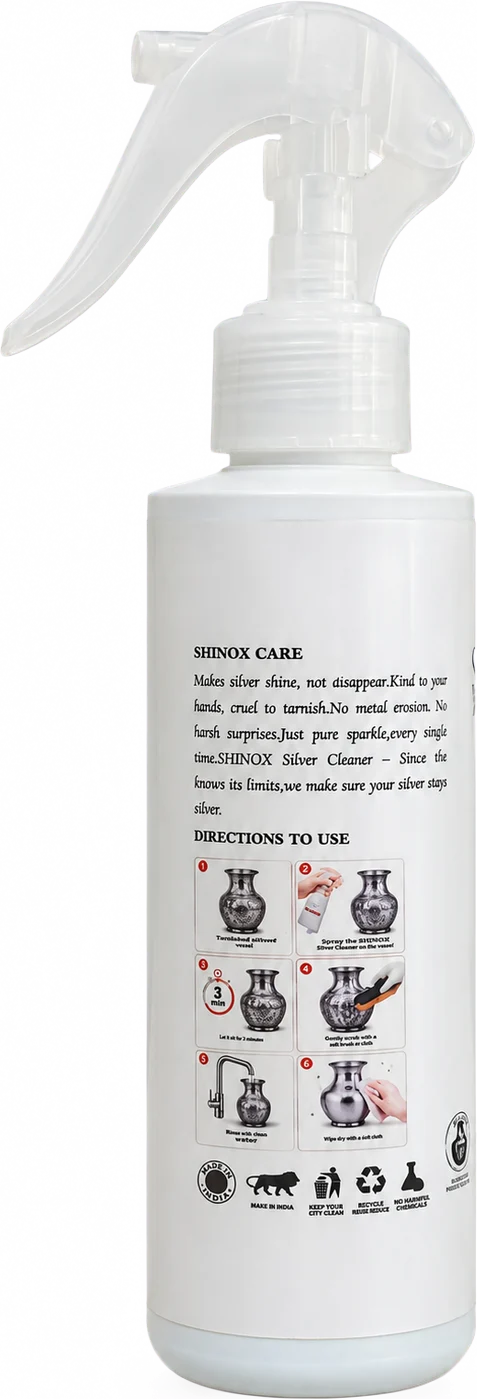 SHINOX CARE
Makes silver shine, not disappear.Kind to your
hands, cruel to tarnish.No metal erosion. No
harsh surprises.Just pure sparkle,every single
time.SHINOX Silver Cleaner – Since the
knows its limits,we make sure your silver stays
silver.
DIRECTIONS TO USE
1
2
vessel
Spray the SHINOX
Silver Cleaner on the vessel
3
3
min
4
Let it sit for 3 minutes
Gently scrub with a
soft brush or cloth
5
6
Rinse with clean
water
Wipe dry with a soft cloth
MADE IN
INDIA
MAKE IN INDIA
KEEP YOUR
CITY CLEAN
RECYCLE
REUSE REDUCE
NO HARMFUL
CHEMICALS